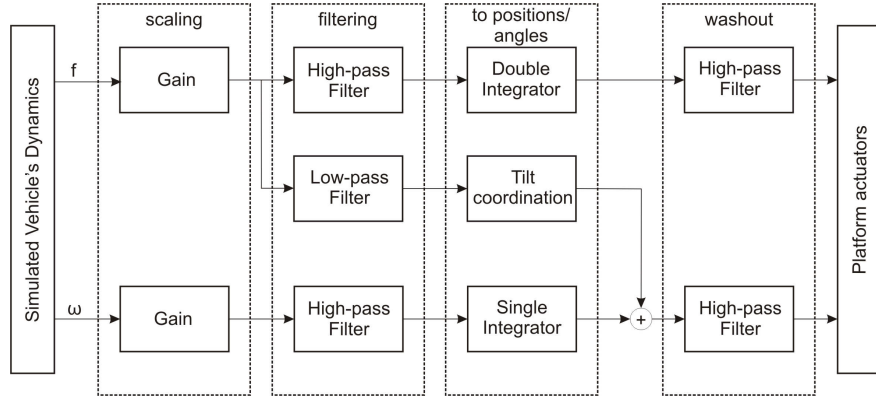 scaling
filtering
to positions/
angles
washout
Simulated Vehicle's Dynamics
f
Gain
High-pass
Filter
Double
Integrator
High-pass
Filter
Platform actuators
Low-pass
Filter
Tilt
coordination
ω
Gain
High-pass
Filter
Single
Integrator
+
High-pass
Filter